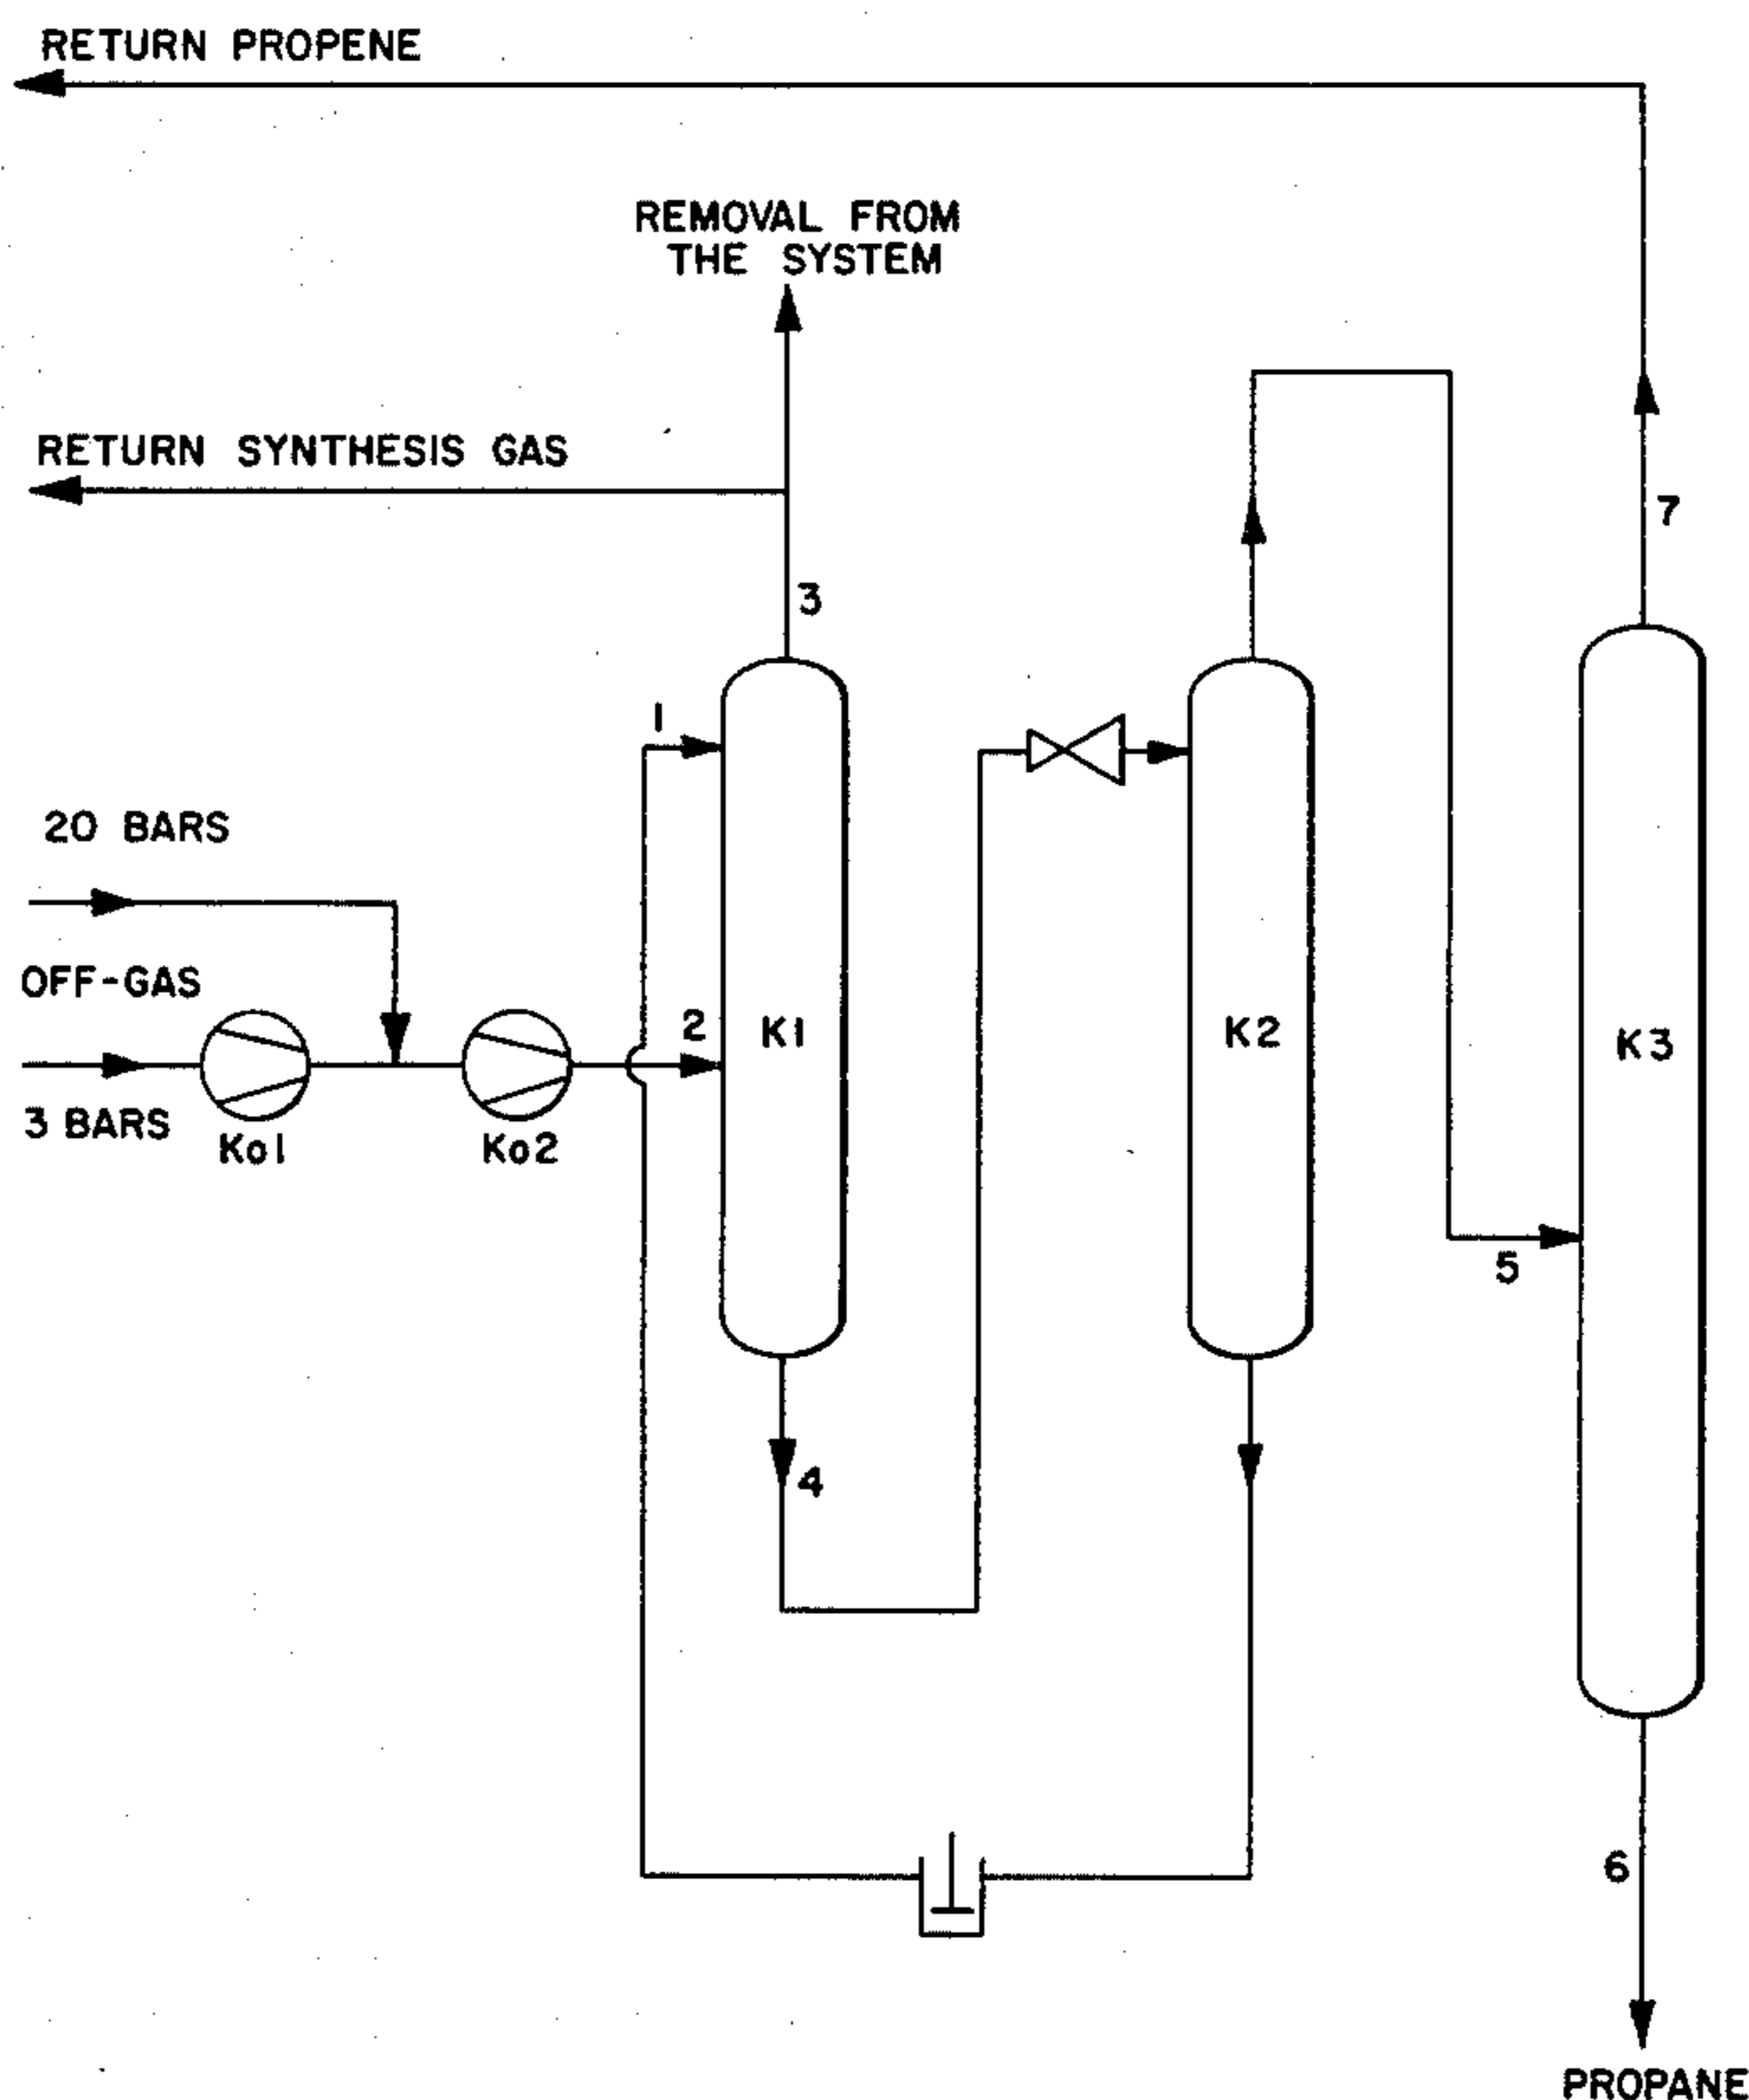 RETURN PROPENE
REMOVAL FROM
THE SYSTEM
RETURN SYNTHESIS GAS
7
3
1
20 BARS
OFF-GAS
2
K1
K2
K3
3 BARS
Ko1
Ko2
5
4
6
PROPANE